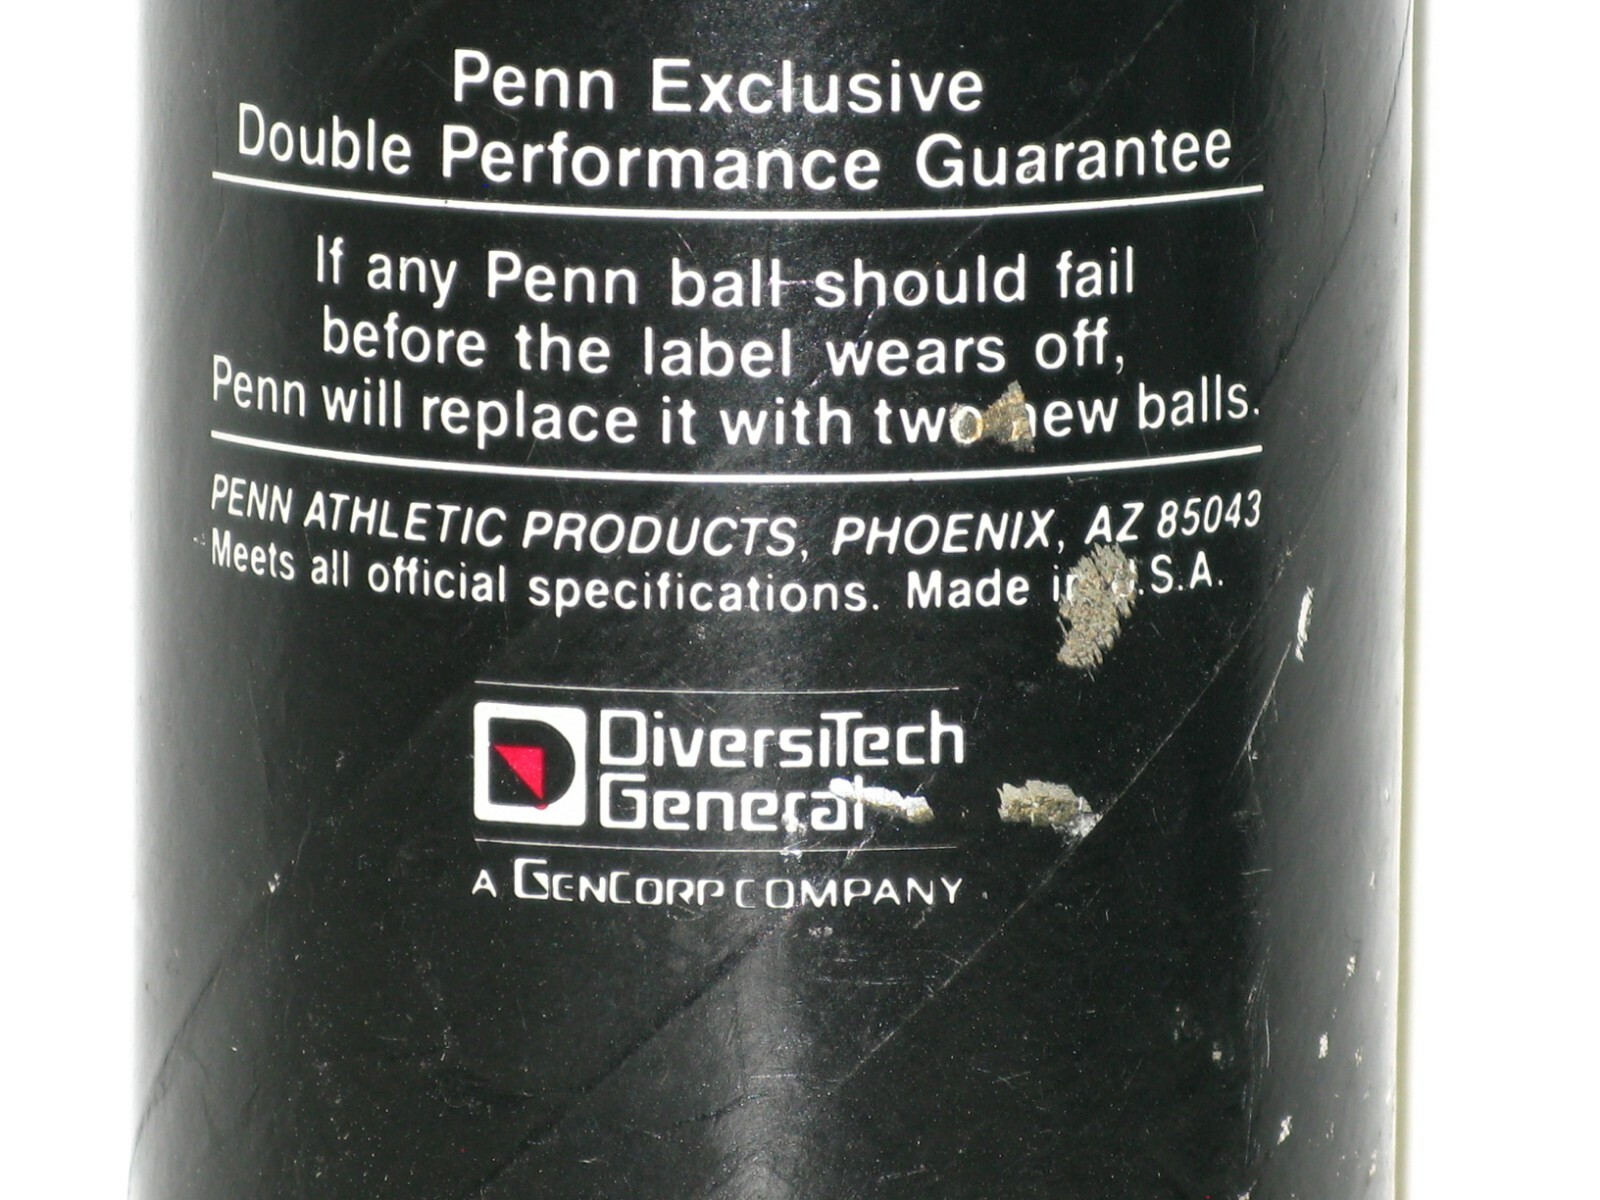 Penn Exclusive
Double Performance Guarantee
If any Penn ball should fail
before the label wears off,
Penn will replace it with two new balls.
PENN ATHLETIC PRODUCTS, PHOENIX, AZ 85043
Meets all official specifications. Made in U.S.A.
DiversiTech
General
A GENCORP COMPANY